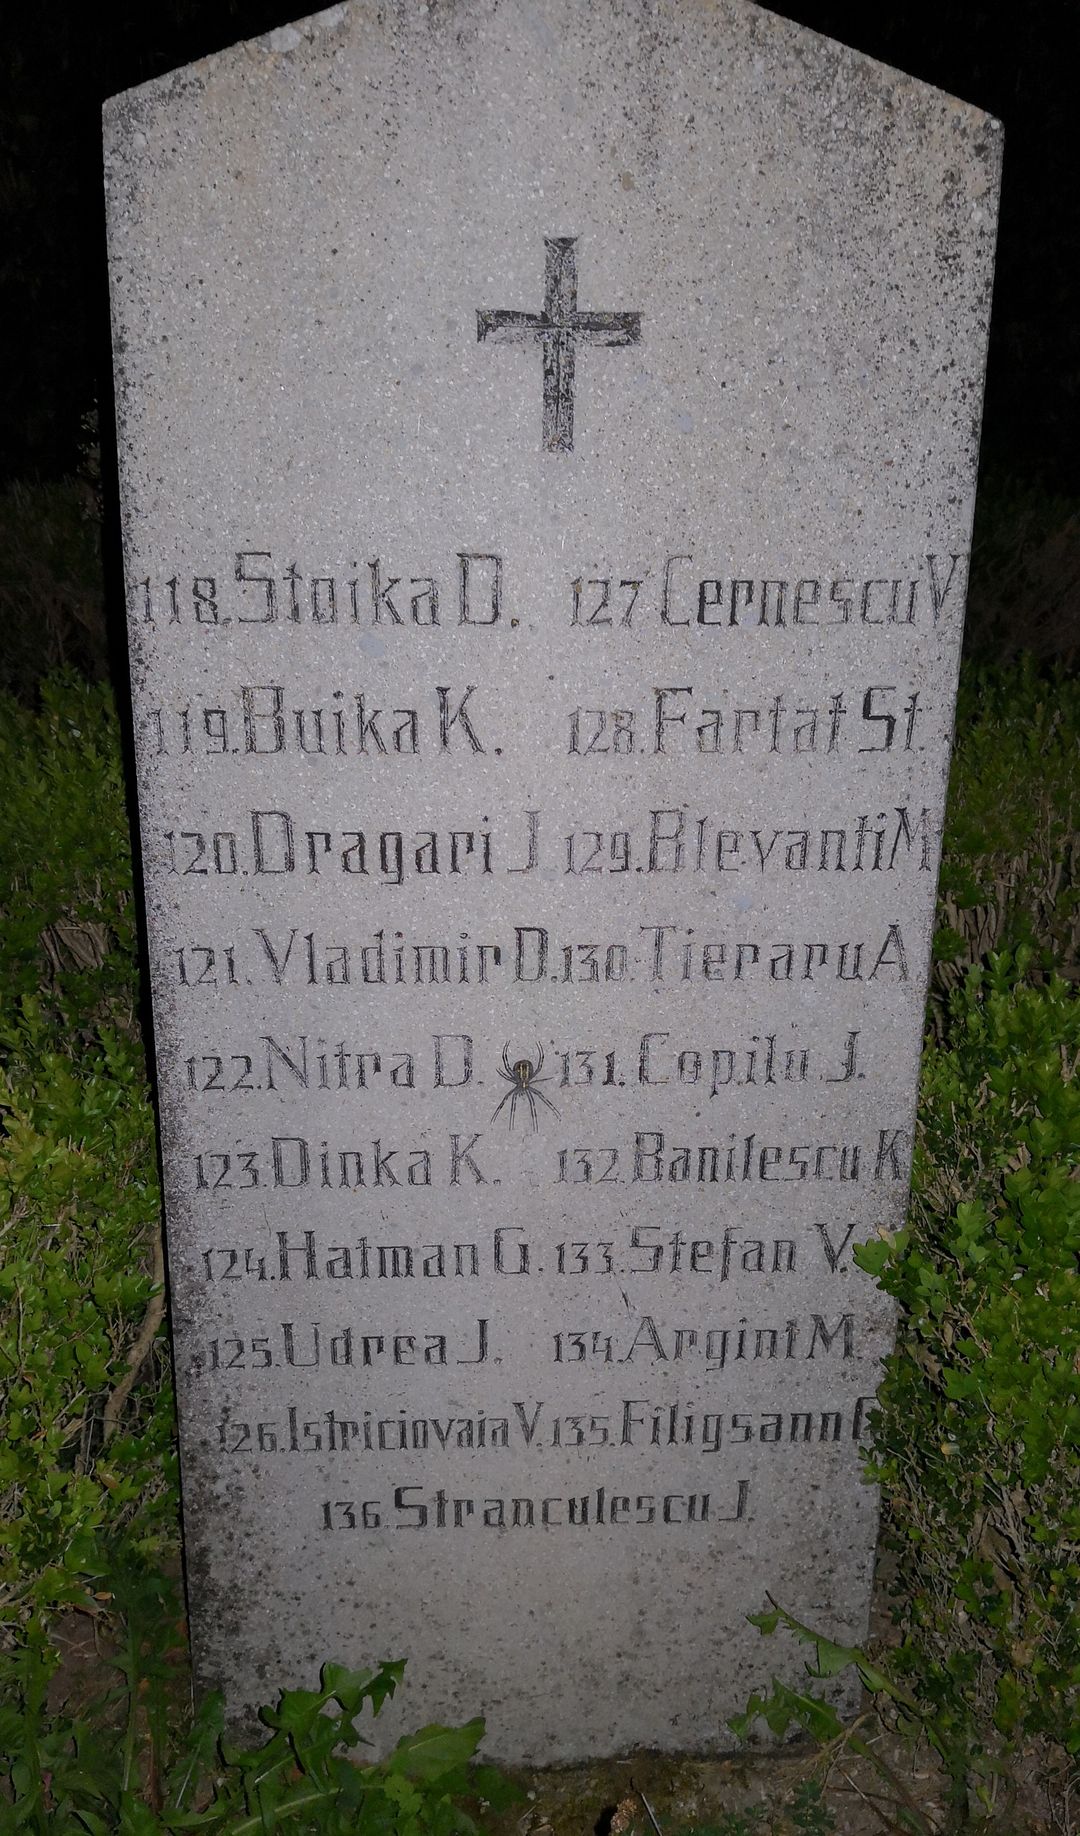 118. Stoika D. 127 Cernescu V
119. Buika K. 128. Fartat St.
120. Dragari J 129. Blevanti M
121. Vladimir D. 130. Tieraru A
122. Nitra D. 131. Copilu J.
123. Dinka K. 132. Banilescu K
124. Hatman G. 133. Stefan V.
125. Udrea J. 134. Argint M.
126. Istriciovaia V. 135. Filigsann
136. Stranculescu J.